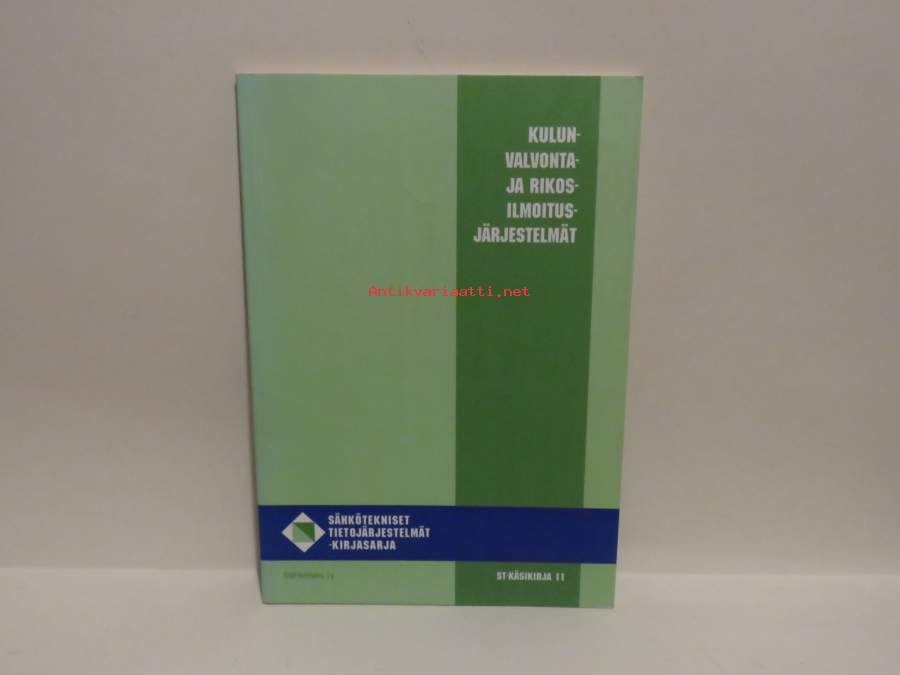 KULUN-
VALVONTA-
JA RIKOS-
ILMOITUS-
JÄRJESTELMÄT
Antikvariaatti.net
SÄHKÖTEKNISET
TIETOJÄRJESTELMÄT
-KIRJASARJA
ST-KÄSIKIRJA 11